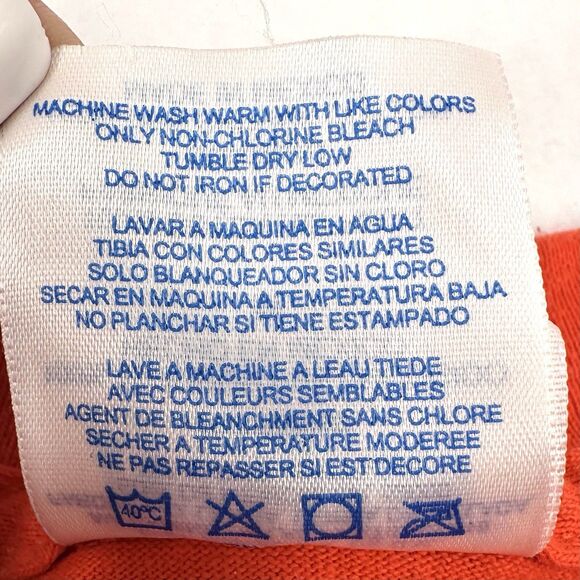 MACHINE WASH WARM WITH LIKE COLORS
ONLY NON-CHLORINE BLEACH
TUMBLE DRY LOW
DO NOT IRON IF DECORATED
LAVAR A MAQUINA EN AGUA
TIBIA CON COLORES SIMILARES
SOLO BLANQUEADOR SIN CLORO
SECAR EN MAQUINA A TEMPERATURA BAJA
NO PLANCHAR SI TIENE ESTAMPADO
LAVE A MACHINE A LEAU TIEDE
AVEC COULEURS SEMBLABLES
AGENT DE BLEANCHMENT SANS CHLORE
SECHER A TEMPERATURE MODEREE
NE PAS REPASSER SI EST DECORE
40°C